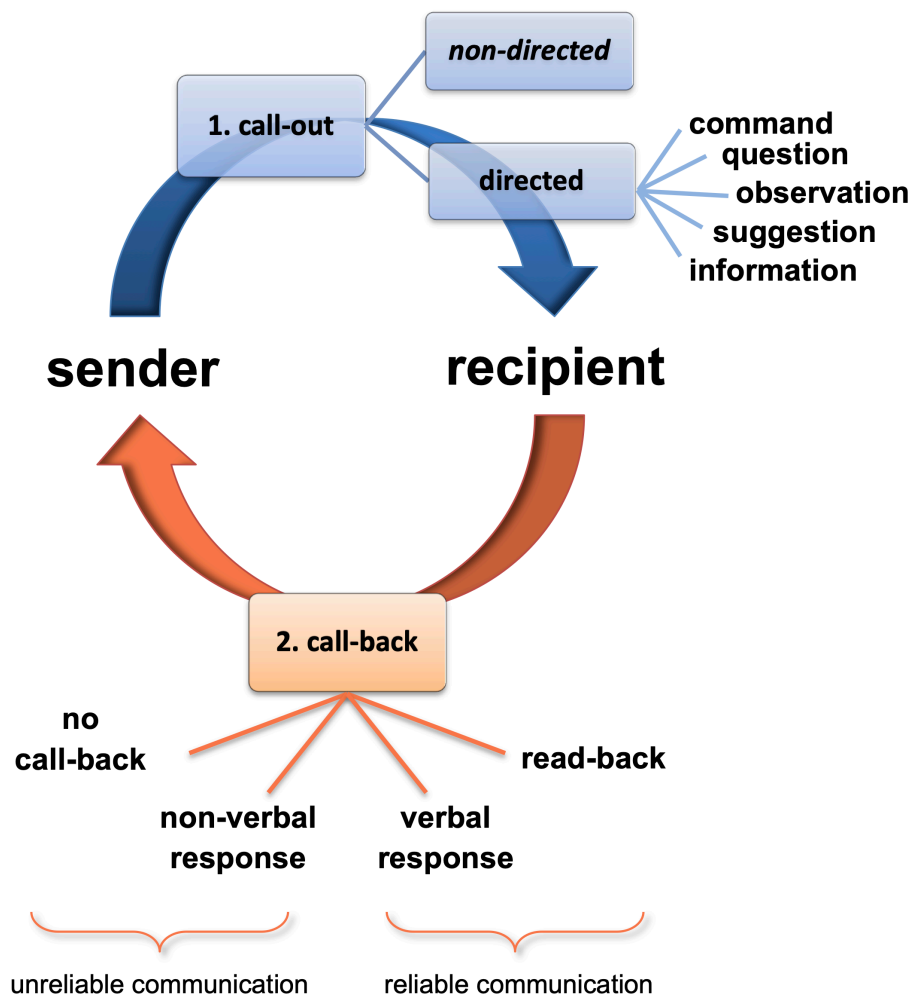 non-directed
1. call-out
command
question
directed
observation
suggestion
information
sender
recipient
2. call-back
no
call-back
read-back
non-verbal
response
verbal
response
unreliable communication
reliable communication